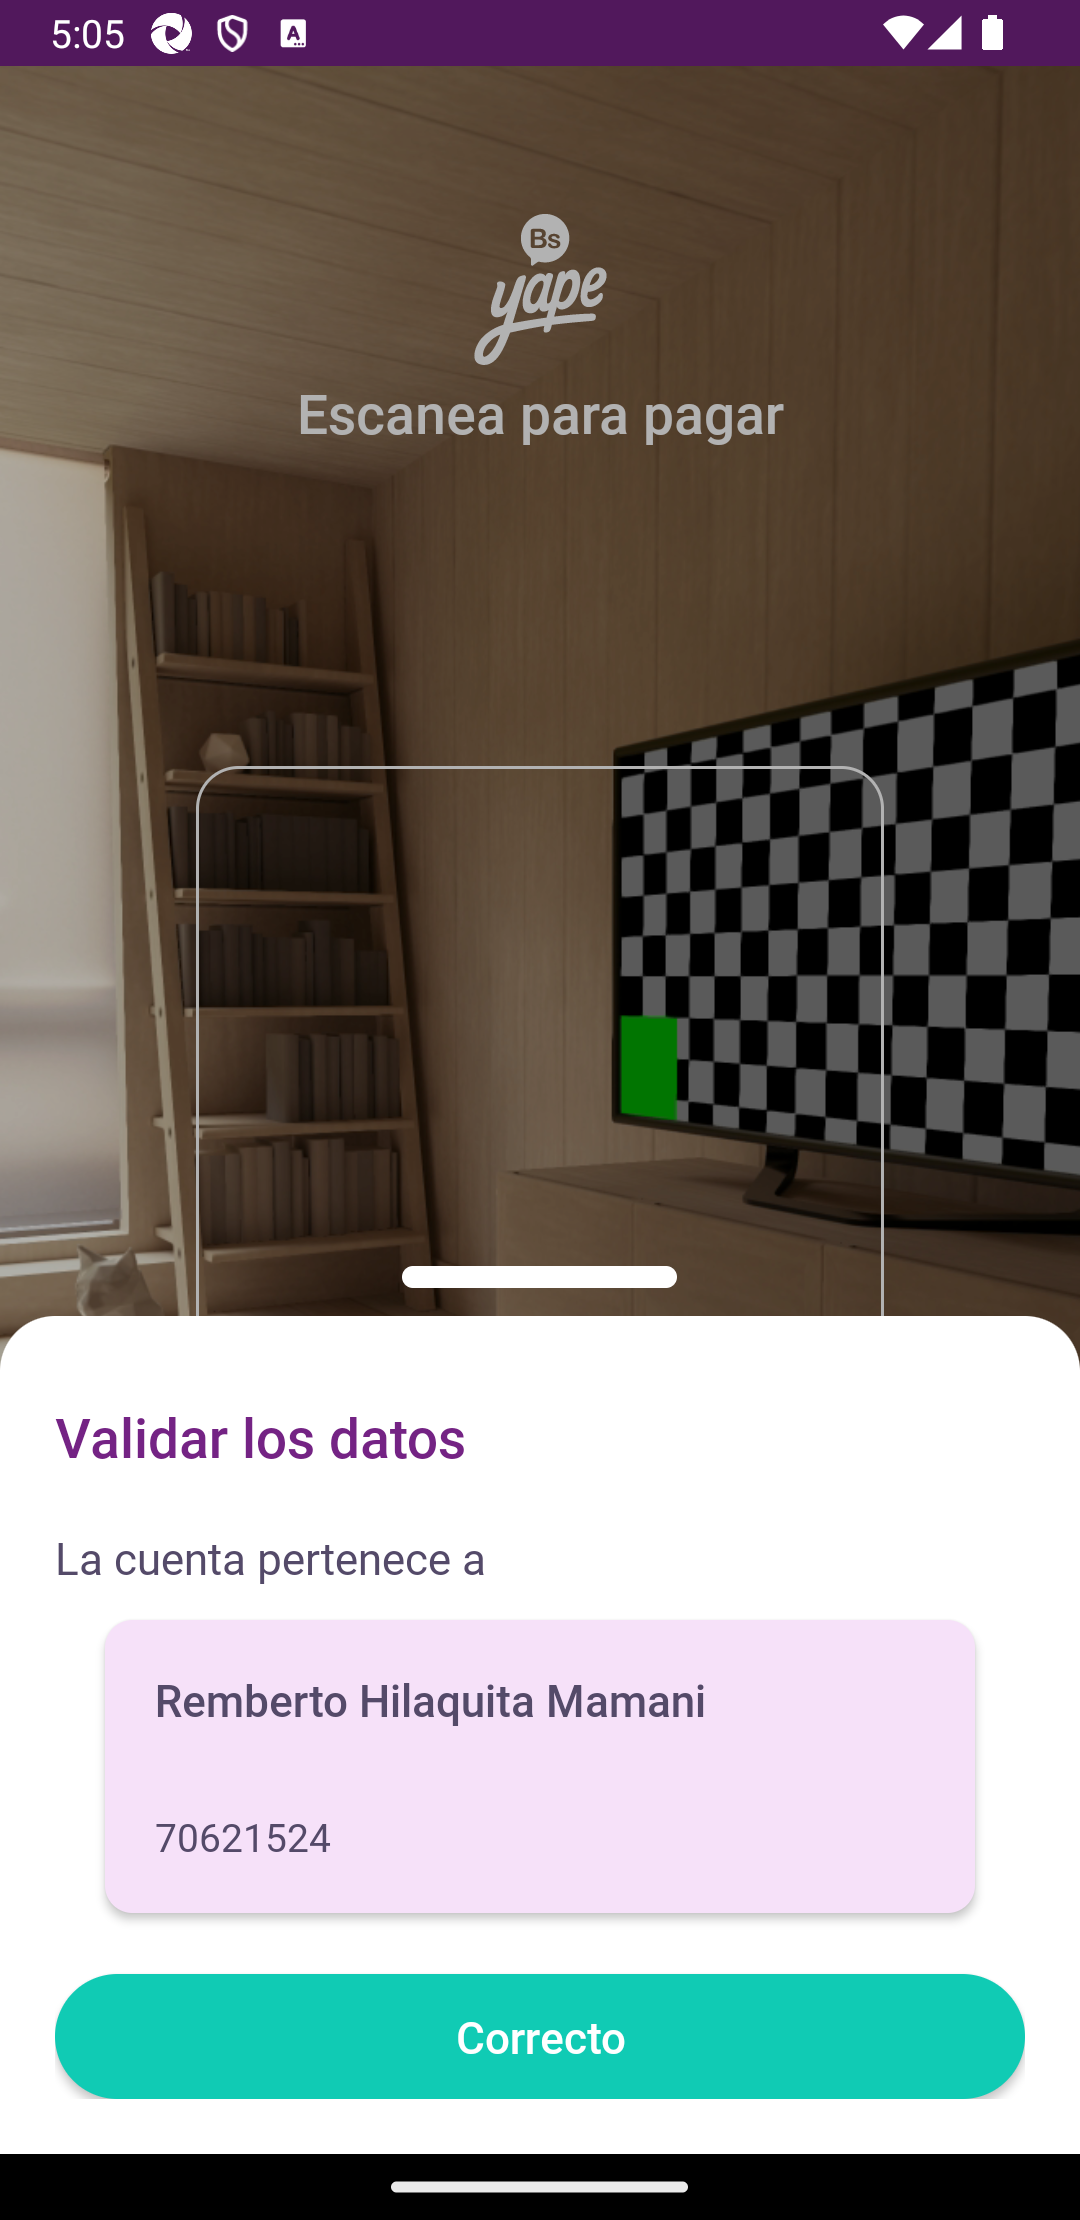 5:05
A
Bs
yape
Escanea para pagar
Validar los datos
La cuenta pertenece a
Remberto Hilaquita Mamani
70621524
Correcto